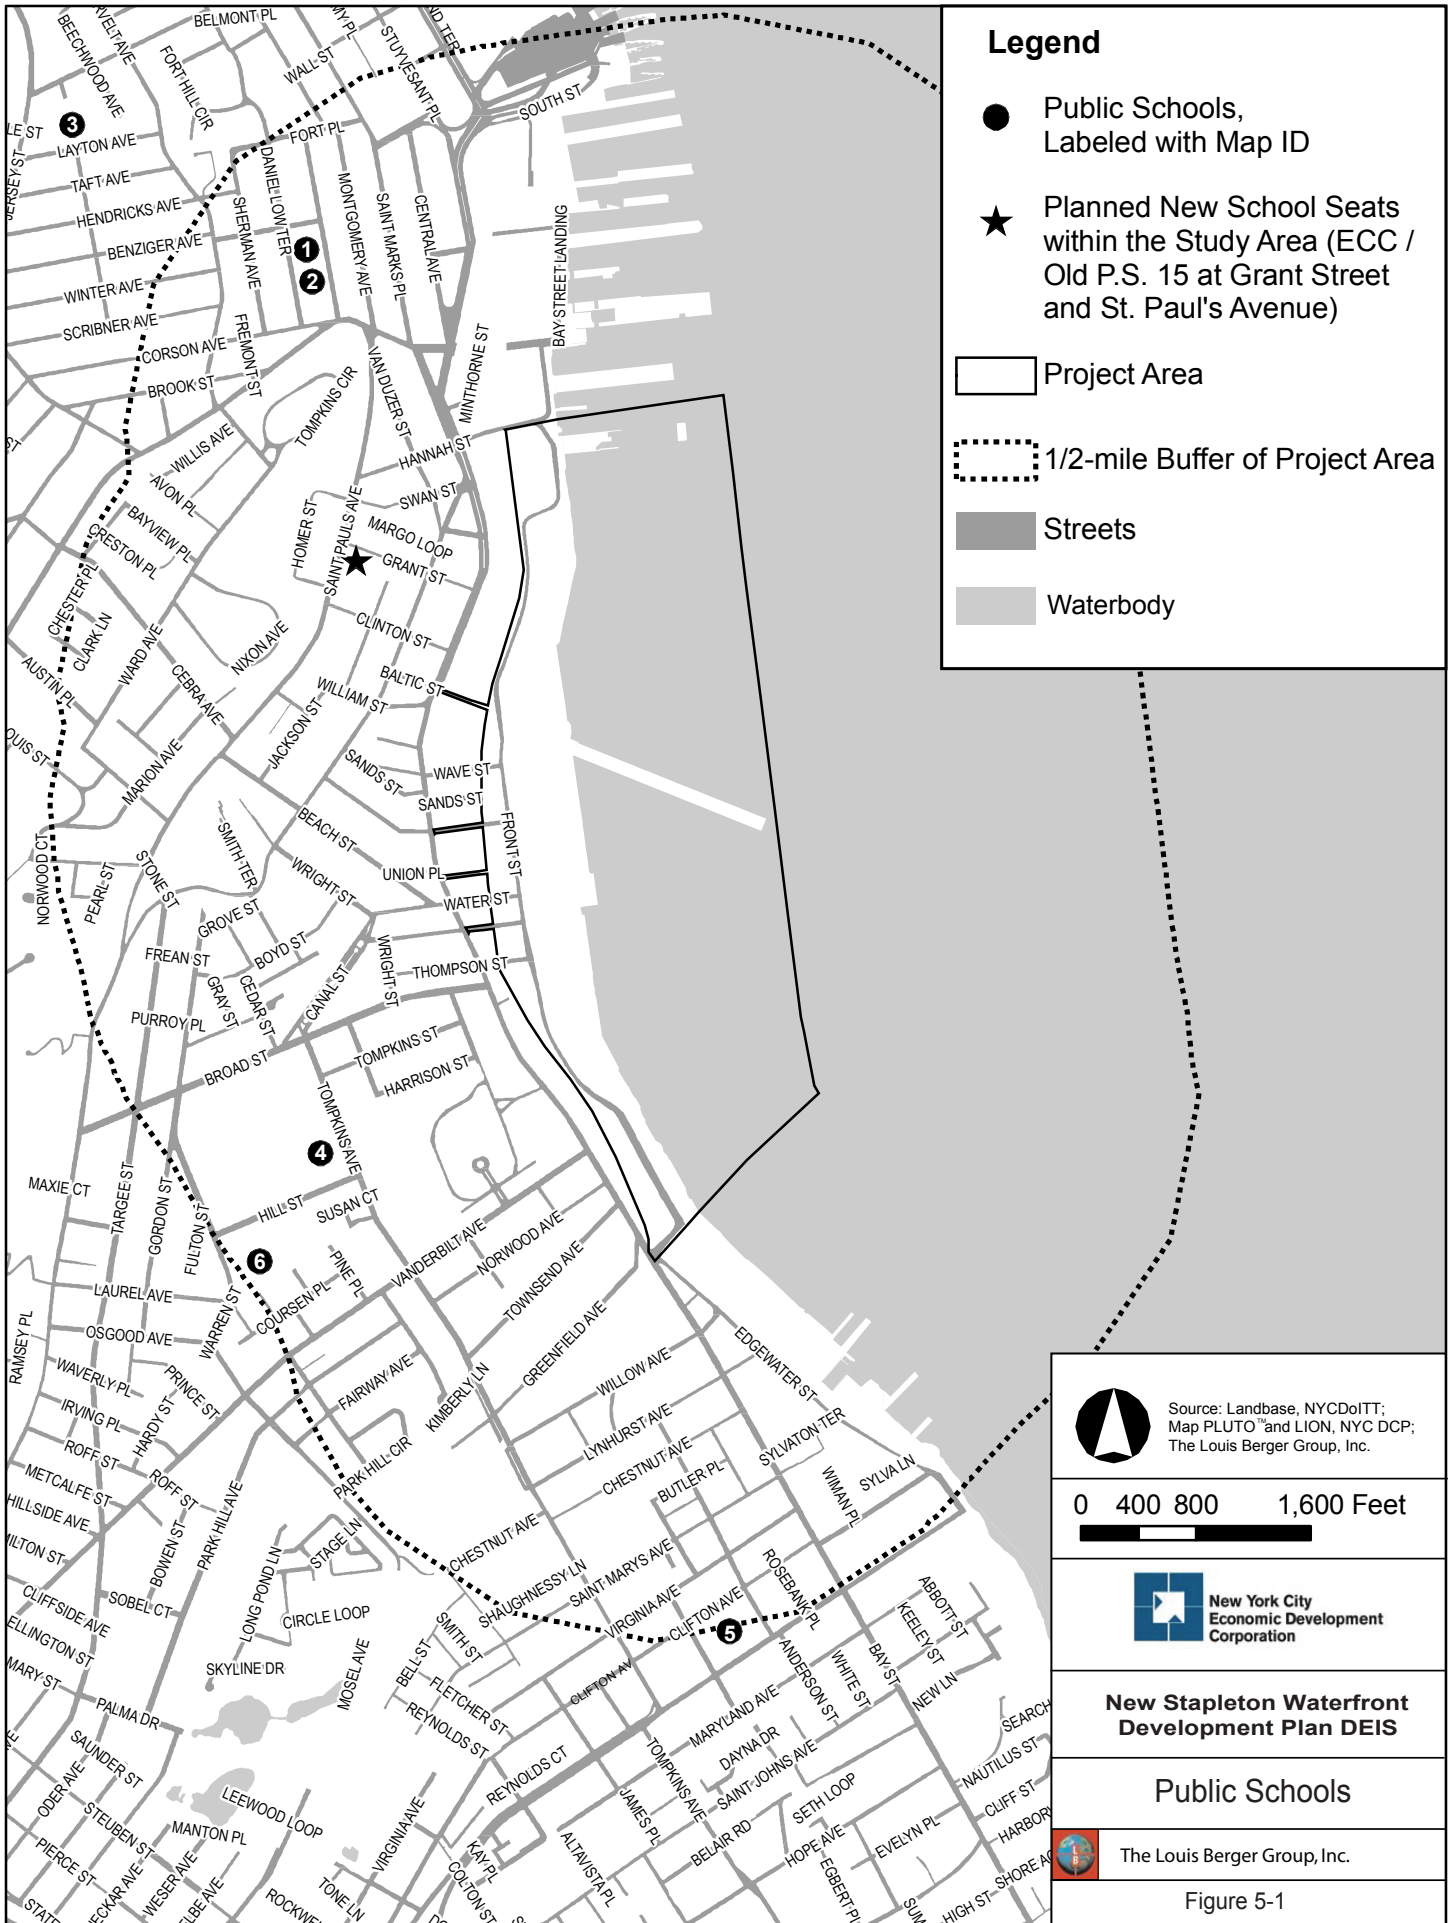 Legend
Public Schools,
Labeled with Map ID
Planned New School Seats
within the Study Area (ECC /
Old P.S. 15 at Grant Street
and St. Paul's Avenue)
Project Area
1/2-mile Buffer of Project Area
Streets
Waterbody
BELMONT PL
BEECHWOOD AVE
FORT HILL CIR
WALL ST
STUYVESANT PL
SOUTH ST
3
LAYTON AVE
FORT PL
TAFT AVE
JERSEY ST
HENDRICKS AVE
SHERMAN AVE
DANIEL LOW TER
MONTGOMERY AVE
SAINT MARKS PL
CENTRAL AVE
BAY STREET LANDING
BENZIGER AVE
1
2
WINTER AVE
SCRIBNER AVE
CORSON AVE
FREMONT ST
BROOK ST
VAN DUZER ST
MINTHORNE ST
TOMPKINS CIR
WILLIS AVE
HANNAH ST
AVON PL
SWAN ST
BAYVIEW PL
CRESTON PL
HOMER ST
SAINT PAULS AVE
MARGO LOOP
GRANT ST
CHESTER PL
CLARK LN
WARD AVE
NIXON AVE
CLINTON ST
AUSTIN PL
CEBRA AVE
BALTIC ST
WILLIAM ST
JACKSON ST
MARION AVE
SANDS ST
WAVE ST
SANDS ST
NORWOOD CT
SMITH TER
BEACH ST
FRONT ST
PEARL ST
STONE ST
WRIGHT ST
UNION PL
WATER ST
GROVE ST
BOYD ST
FREAN ST
WRIGHT ST
THOMPSON ST
GRAY ST
CEDAR ST
CANAL ST
PURROY PL
BROAD ST
TOMPKINS ST
HARRISON ST
TOMPKINS AVE
4
MAXIE CT
TARGEE ST
GORDON ST
FULTON ST
HILL ST
SUSAN CT
6
PINE PL
VANDERBILT AVE
NORWOOD AVE
TOWNSEND AVE
LAUREL AVE
COURSEN PL
GREENFIELD AVE
OSGOOD AVE
WARREN ST
RAMSEY PL
WAVERLY PL
PRINCE ST
FAIRWAY AVE
KIMBERLY LN
WILLOW AVE
EDGEWATER ST
IRVING PL
HARDY ST
ROFF ST
LYNHURST AVE
SYLVATON TER
METCALFE ST
ROFF ST
PARK HILL CIR
CHESTNUT AVE
BUTLER PL
WIMAN PL
SYLVA LN
HILLSIDE AVE
BOWEN ST
PARK HILL AVE
STAGE LN
CHESTNUT AVE
SHAUGHNESSY LN
SAINT MARYS AVE
ROSEBANK PL
CLIFFSIDE AVE
SOBEL CT
LONG POND LN
CIRCLE LOOP
VIRGINIA AVE
CLIFTON AVE
5
ABBOTT ST
KEELEY ST
ELLINGTON ST
SMITH ST
BELL ST
SKYLINE DR
MOSEL AVE
CLIFTON AV
ANDERSON ST
WHITE ST
BAY ST
NEW LN
MARY ST
PALMA DR
FLETCHER ST
REYNOLDS ST
MARYLAND AVE
DAYNA DR
SAINT JOHNS AVE
SEARCH
NAUTILUS ST
SAUNDER ST
ODER AVE
REYNOLDS CT
TOMPKINS AVE
SETH LOOP
CLIFF ST
LEEWOOD LOOP
STEUBEN ST
MANTON PL
VIRGINIA AVE
JAMES PL
BELAIR RD
HOPE AVE
EVELYN PL
PIERCE ST
WESER AVE
TONE LN
KAY PL
COLTON ST
ALTAVISTA PL
EGBERT PL
HIGH ST
Source: Landbase, NYCDoITT;
Map PLUTO™and LION, NYC DCP;
The Louis Berger Group, Inc.
0 400 800 1,600 Feet
New York City
Economic Development
Corporation
New Stapleton Waterfront
Development Plan DEIS
Public Schools
LB
The Louis Berger Group, Inc.
Figure 5-1